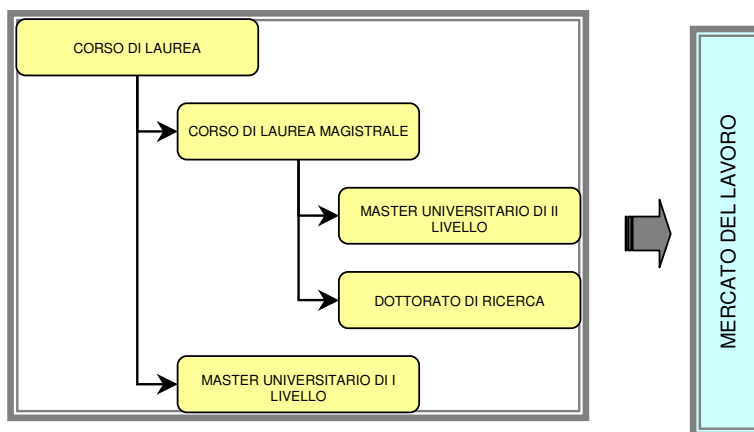 CORSO DI LAUREA
CORSO DI LAUREA MAGISTRALE
MASTER UNIVERSITARIO DI II
LIVELLO
DOTTORATO DI RICERCA
MASTER UNIVERSITARIO DI I
LIVELLO
MERCATO DEL LAVORO